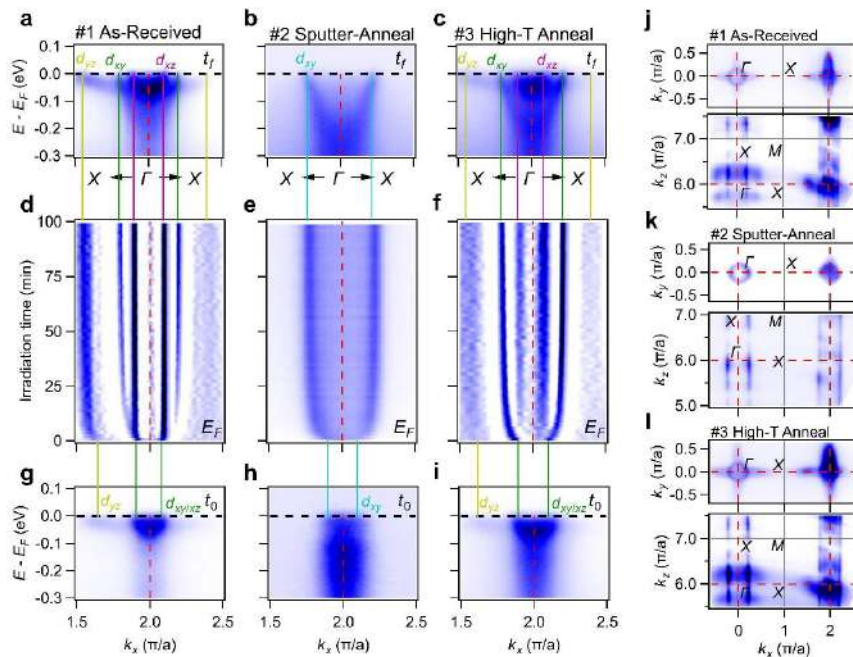 a b c j
#1 As-Received #2 Sputter-Anneal #3 High-T Anneal
E - E_F (eV)
0.1
0.0
-0.1
-0.2
-0.3
d_yz d_xy d_xz t_f
d_xy t_f
d_yz d_xy d_xz t_f
X Γ X
X Γ X
X Γ X
d e f
Irradiation time (min)
100
75
50
25
0
E_F
E_F
E_F
g h i
E - E_F (eV)
0.0
-0.1
-0.2
-0.3
d_yz d_xy/xz t_0
d_xy t_0
d_yz d_xy/xz t_0
1.5 2.0 2.5
1.5 2.0 2.5
1.5 2.0 2.5
k_x (π/a)
k_x (π/a)
k_x (π/a)
#1 As-Received
k_y (π/a)
0.5
0.0
-0.5
Γ X
k_z (π/a)
7.0
6.0
X M
Γ X
k
#2 Sputter-Anneal
k_y (π/a)
0.5
0.0
-0.5
Γ X
k_z (π/a)
7.0
6.0
5.0
X M
Γ X
l
#3 High-T Anneal
k_y (π/a)
0.5
0.0
-0.5
Γ X
k_z (π/a)
7.0
6.0
X M
Γ X
0 1 2
k_x (π/a)